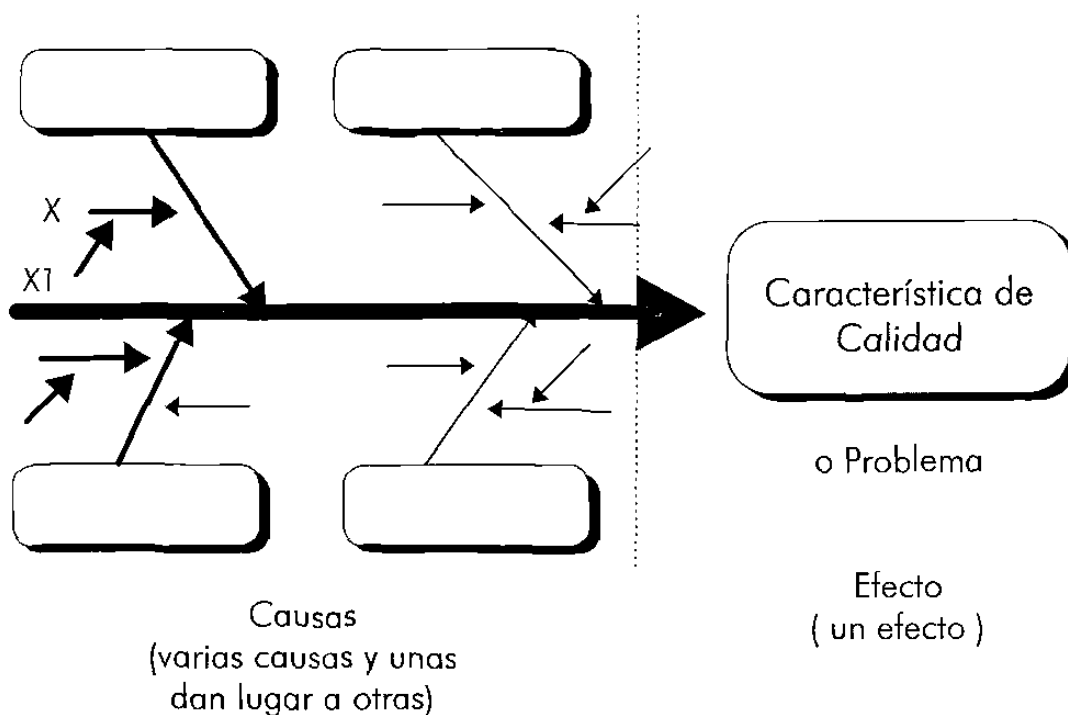 X
X1
Característica de
Calidad
o Problema
Efecto
( un efecto )
Causas
(varias causas y unas
dan lugar a otras)